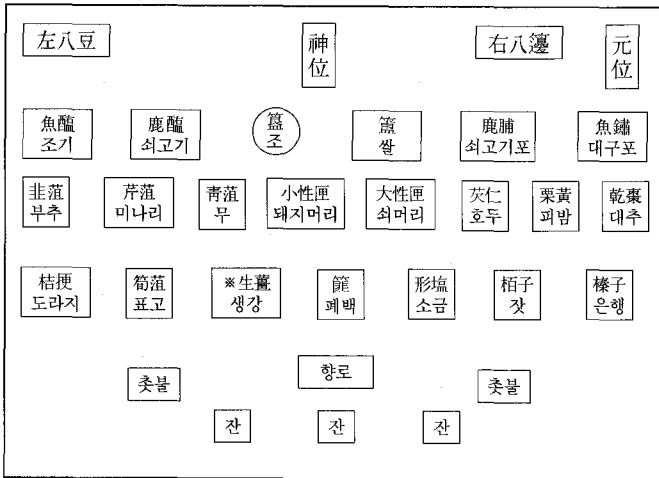 左八豆
神
位
右八籩
元
位
魚醢
조기
鹿醢
쇠고기
簋
조
簠
쌀
鹿脯
쇠고기포
魚鱐
대구포
韭菹
부추
芹菹
미나리
靑菹
무
小性匣
돼지머리
大性匣
쇠머리
芡仁
호두
栗黃
피밤
乾棗
대추
桔梗
도라지
筍菹
표고
※生薑
생강
篚
폐백
形塩
소금
栢子
잣
榛子
은행
촛불
향로
촛불
잔
잔
잔